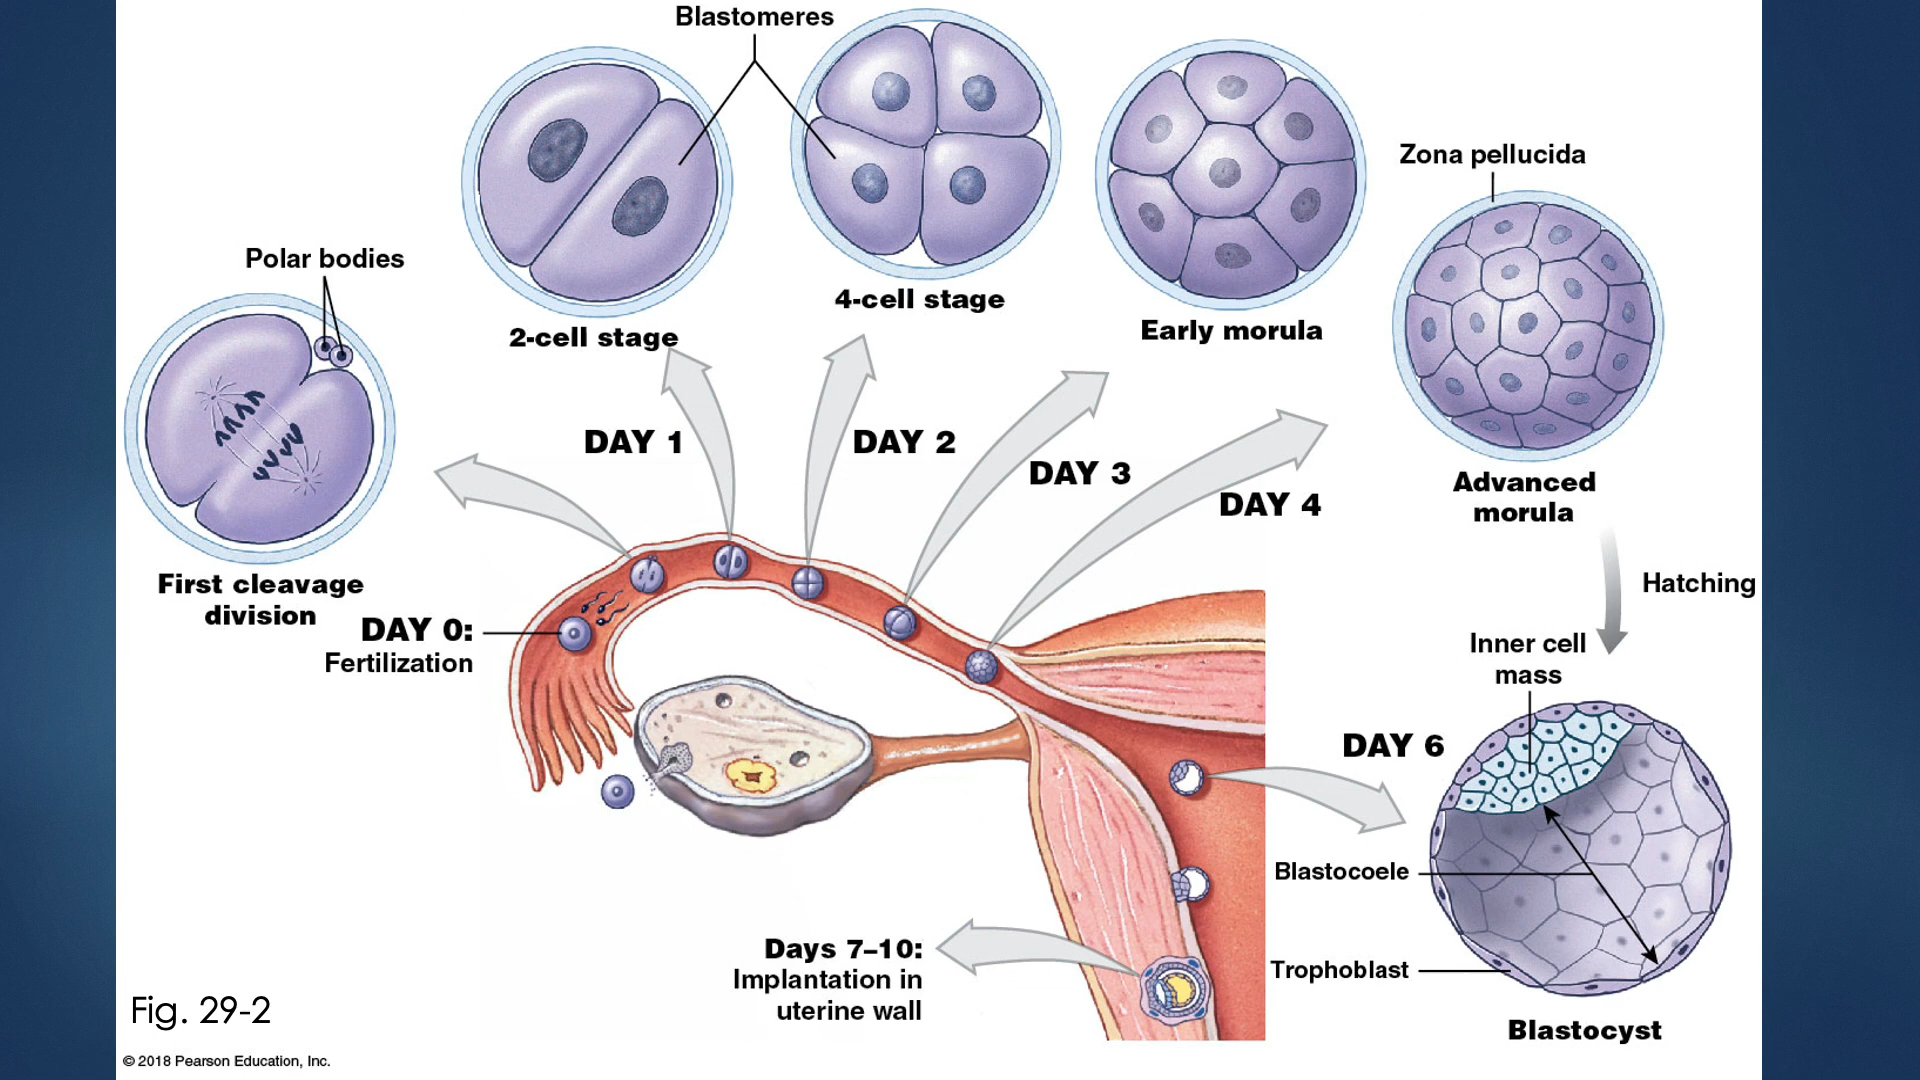 Blastomeres
Zona pellucida
Polar bodies
4-cell stage
Early morula
2-cell stage
DAY 1
DAY 2
DAY 3
DAY 4
Advanced
morula
First cleavage
division
Hatching
DAY 0:
Fertilization
Inner cell
mass
DAY 6
Blastocoele
Days 7–10:
Implantation in
uterine wall
Trophoblast
Fig. 29-2
Blastocyst
© 2018 Pearson Education, Inc.